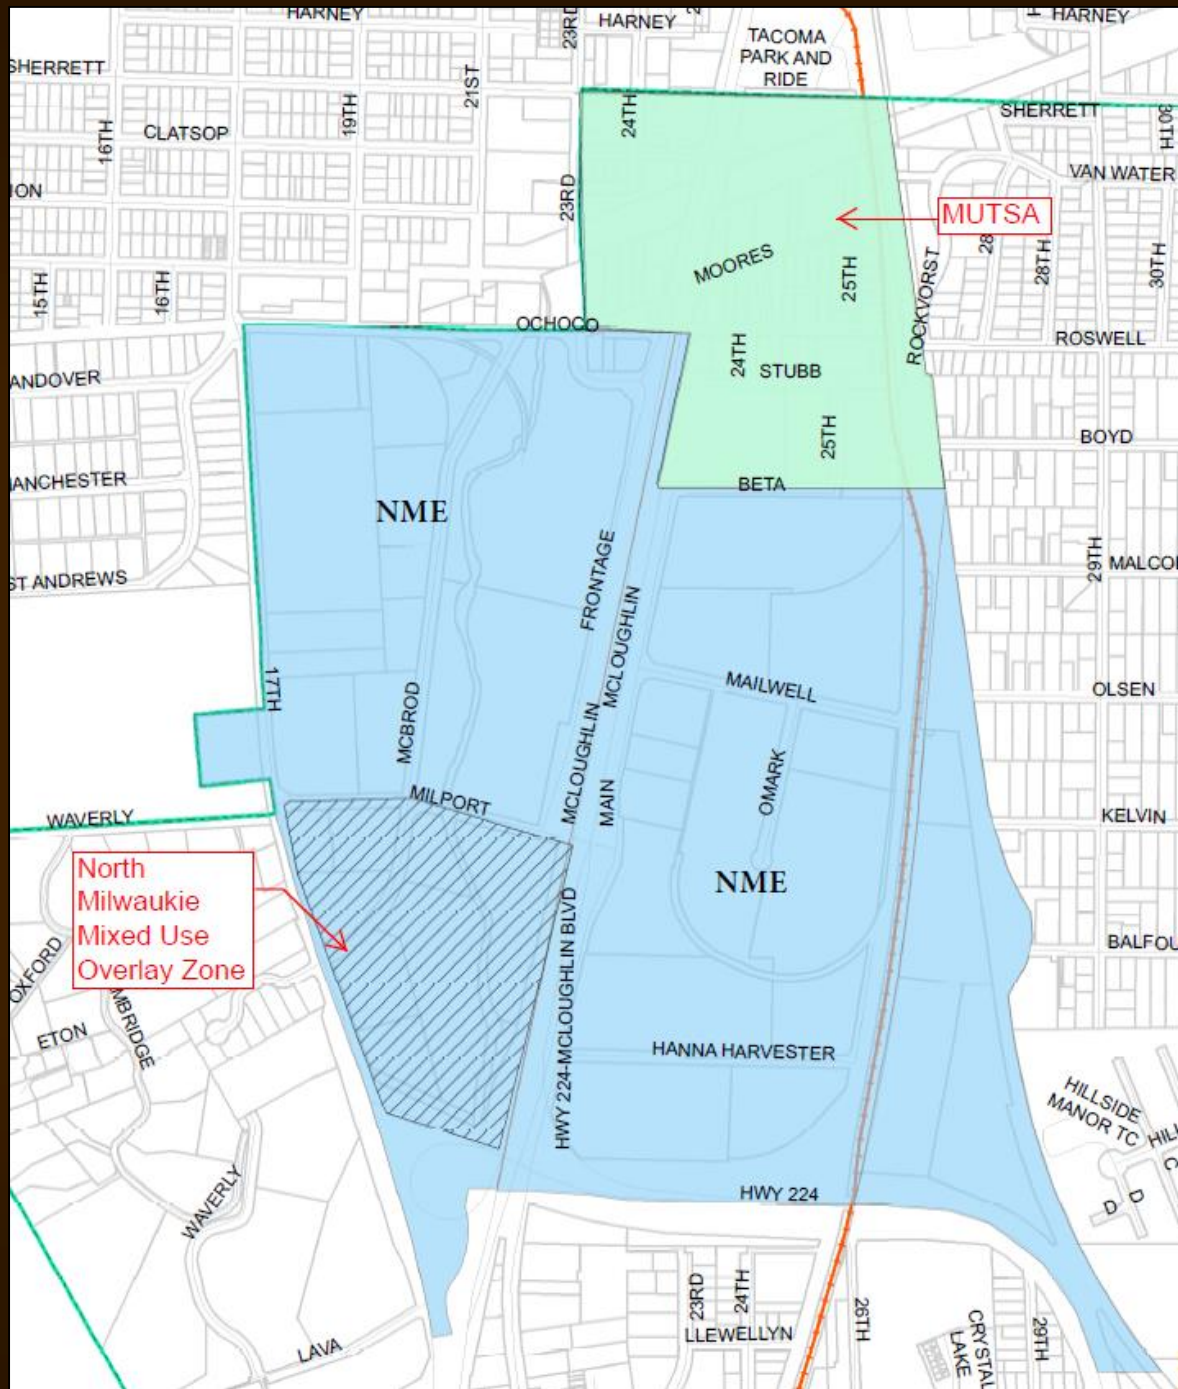 HARNEY
HARNEY
HARNEY
23RD
TACOMA
PARK AND
RIDE
SHERRETT
21ST
24TH
SHERRETT
30TH
16TH
CLATSOP
19TH
VAN WATER
ION
23RD
MUTSA
28
28TH
30TH
MOORES
25TH
15TH
16TH
ROCKVORST
OCHOCO
24TH
STUBB
ROSWELL
ANDOVER
25TH
BOYD
ANCHESTER
BETA
NME
FRONTAGE
29TH
MALCOL
ST ANDREWS
MCLOUGHLIN
17TH
MCBROD
MAILWELL
OLSEN
MCLOUGHLIN
MAIN
OMARK
MILPORT
WAVERLY
KELVIN
North
Milwaukie
Mixed Use
Overlay Zone
NME
HWY 224-MCLOUGHLIN BLVD
BALFOU
OXFORD
MBRIDGE
ETON
HANNA HARVESTER
HILLSIDE
MANOR TC
HILL
C
D
D
WAVERLY
HWY 224
23RD
24TH
26TH
LLEWELLYN
CRYSTAL
LAKE
29TH
LAVA